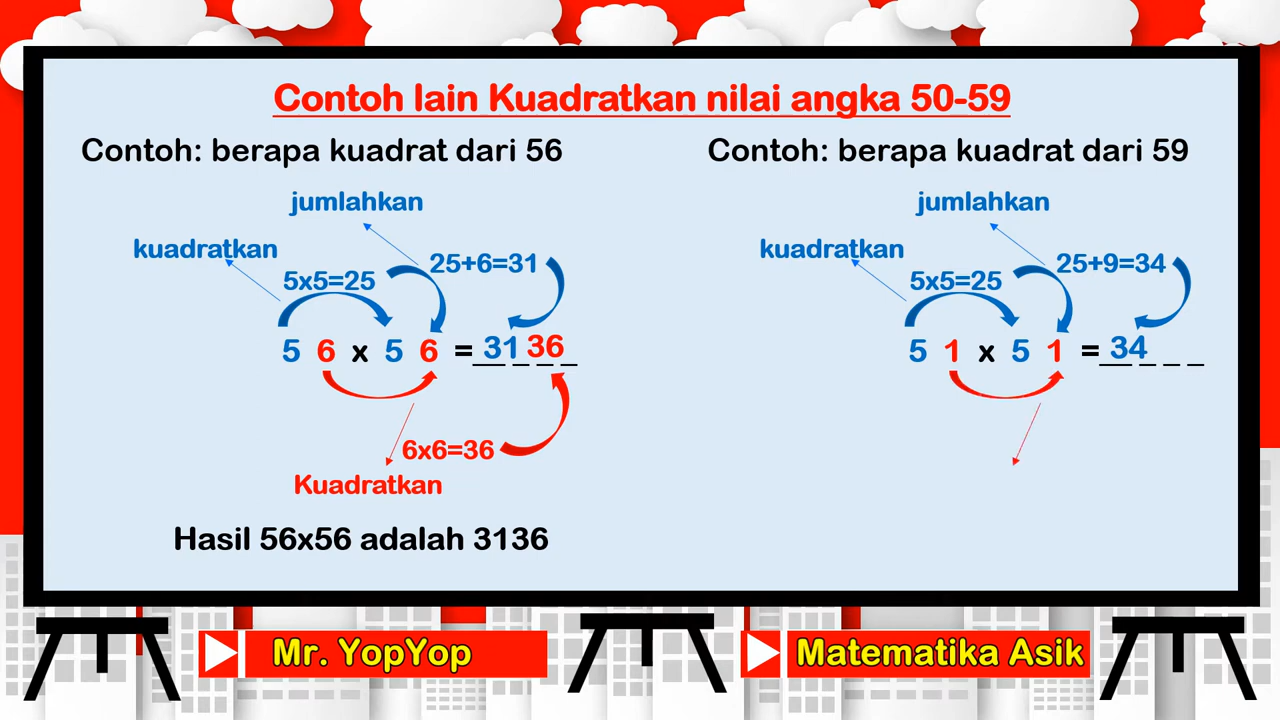 Contoh lain Kuadratkan nilai angka 50-59
Contoh: berapa kuadrat dari 56
jumlahkan
kuadratkan
25+6=31
5x5=25
5 6 x 5 6 = 31 36
6x6=36
Kuadratkan
Hasil 56x56 adalah 3136
Contoh: berapa kuadrat dari 59
jumlahkan
kuadratkan
25+9=34
5x5=25
5 1 x 5 1 = 34
Mr. YopYop
Matematika Asik